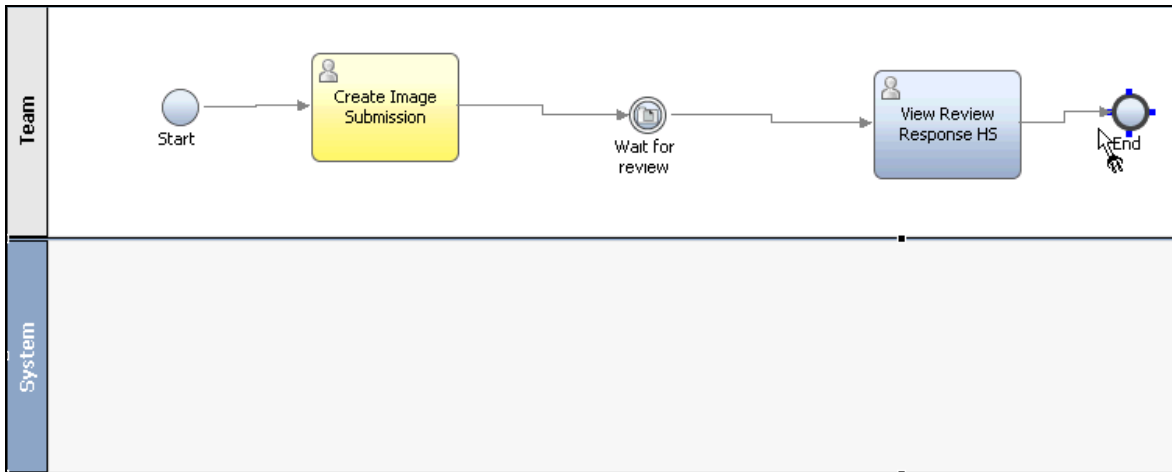 Team
Start
Create Image
Submission
Wait for
review
View Review
Response HS
End
System